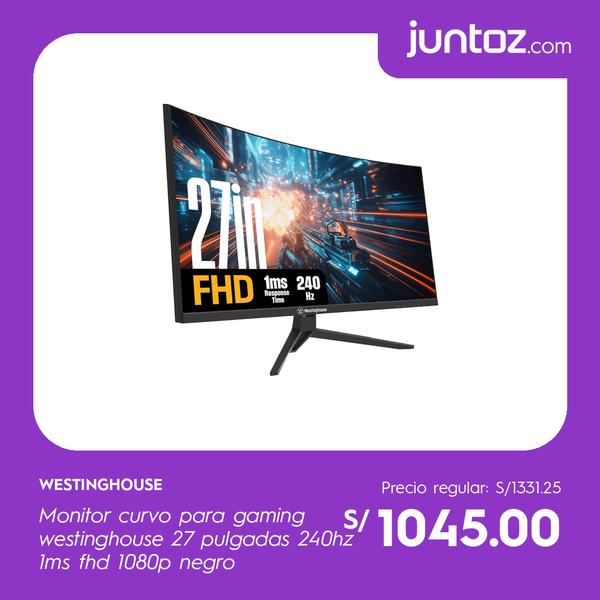 juntoz.com
27in
FHD
1ms
Response
Time
240
Hz
Westinghouse
WESTINGHOUSE
Precio regular: S/1331.25
Monitor curvo para gaming
westinghouse 27 pulgadas 240hz
1ms fhd 1080p negro
S/ 1045.00